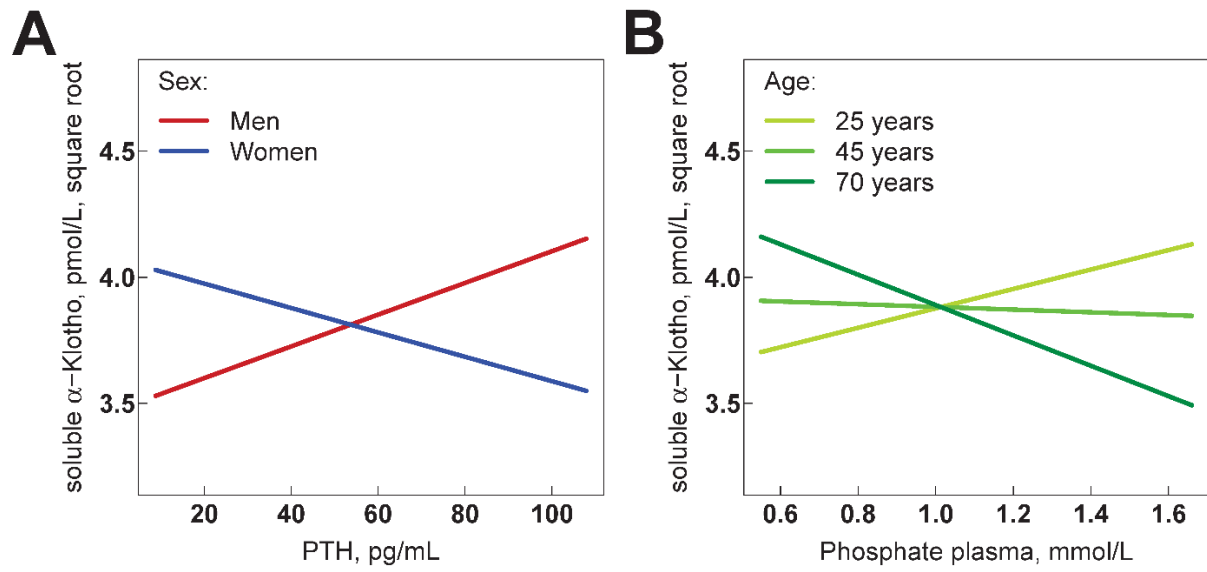 A
soluble α−Klotho, pmol/L, square root
Sex:
Men
Women
4.5
4.0
3.5
20 40 60 80 100
PTH, pg/mL
B
soluble α−Klotho, pmol/L, square root
Age:
25 years
45 years
70 years
4.5
4.0
3.5
0.6 0.8 1.0 1.2 1.4 1.6
Phosphate plasma, mmol/L